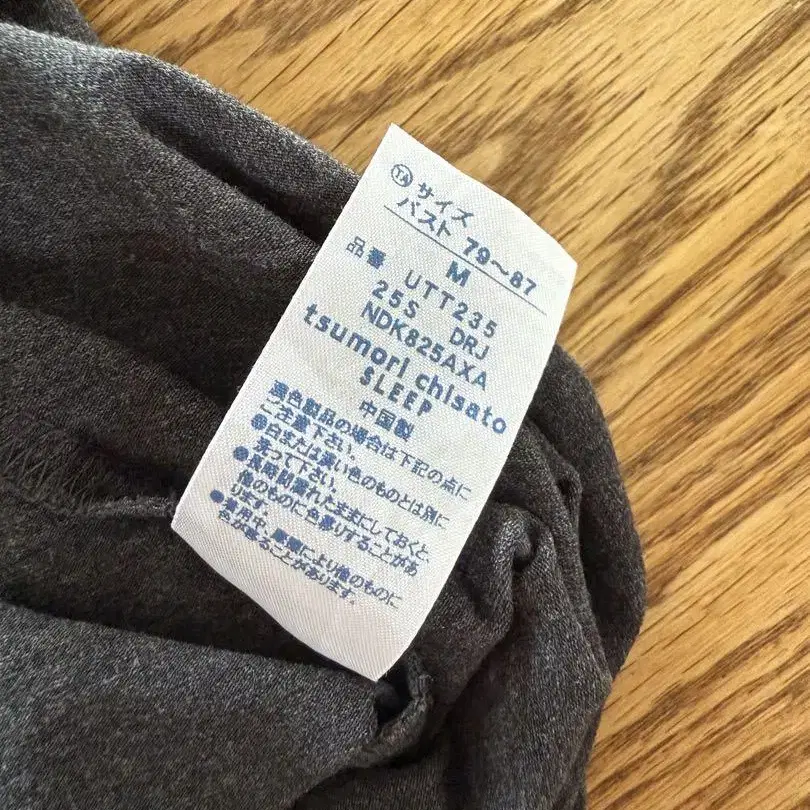 TA サイズ
バスト 79～87
M
品番 UTT235
25S DRJ
NDK825AXA
tsumori chisato
SLEEP
中国製
濃色製品の場合は下記の点に
ご注意下さい。
●白または淡い色のものとは別に
洗って下さい。
●長時間濡れたままにしておくと
他のものに色移りすることがあ
ります。
●着用中、摩擦により他のものに
色が移ることがあります。